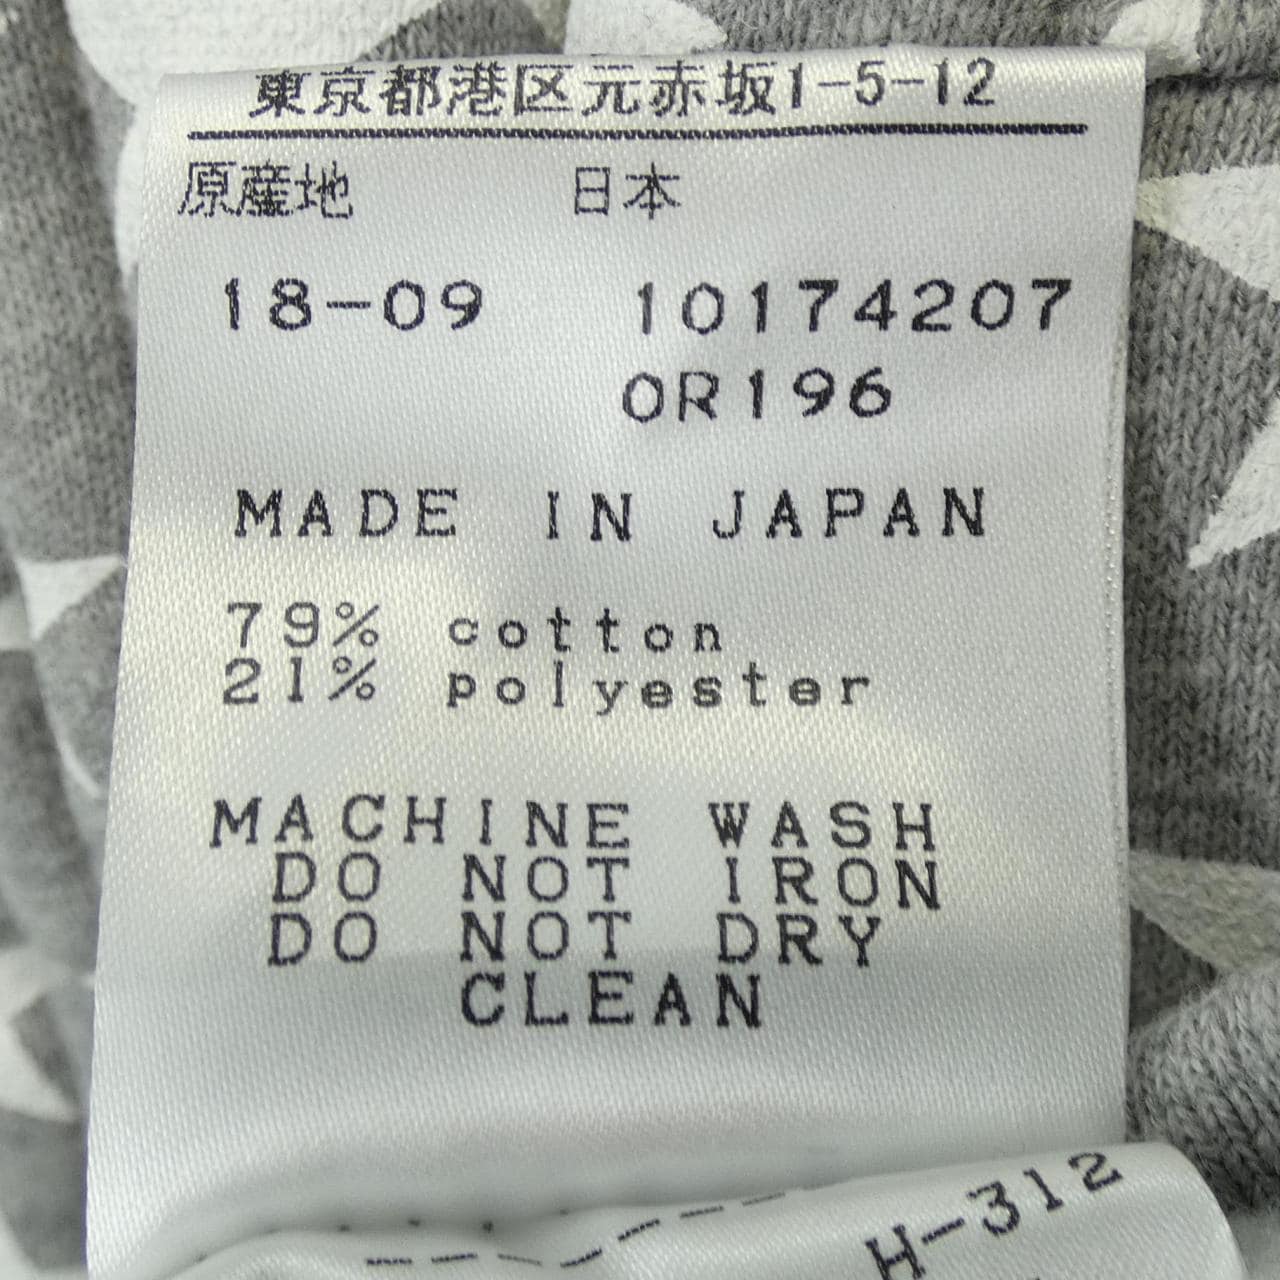 東京都港区元赤坂1-5-12
原産地 日本
18-09 10174207
0R196
MADE IN JAPAN
79% cotton
21% polyester
MACHINE WASH
DO NOT IRON
DO NOT DRY
CLEAN
H-312